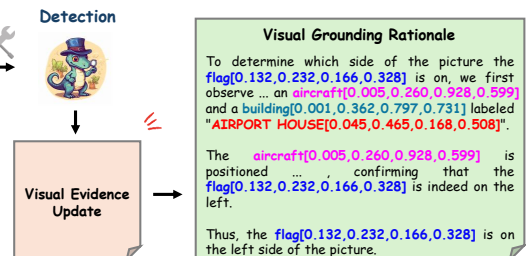 Detection
Visual Evidence
Update
Visual Grounding Rationale
To determine which side of the picture the
flag[0.132,0.232,0.166,0.328] is on, we first
observe ... an aircraft[0.005,0.260,0.928,0.599]
and a building[0.001,0.362,0.797,0.731] labeled
"AIRPORT HOUSE[0.045,0.465,0.168,0.508]".
The aircraft[0.005,0.260,0.928,0.599] is
positioned ... , confirming that the
flag[0.132,0.232,0.166,0.328] is indeed on the
left.
Thus, the flag[0.132,0.232,0.166,0.328] is on
the left side of the picture.